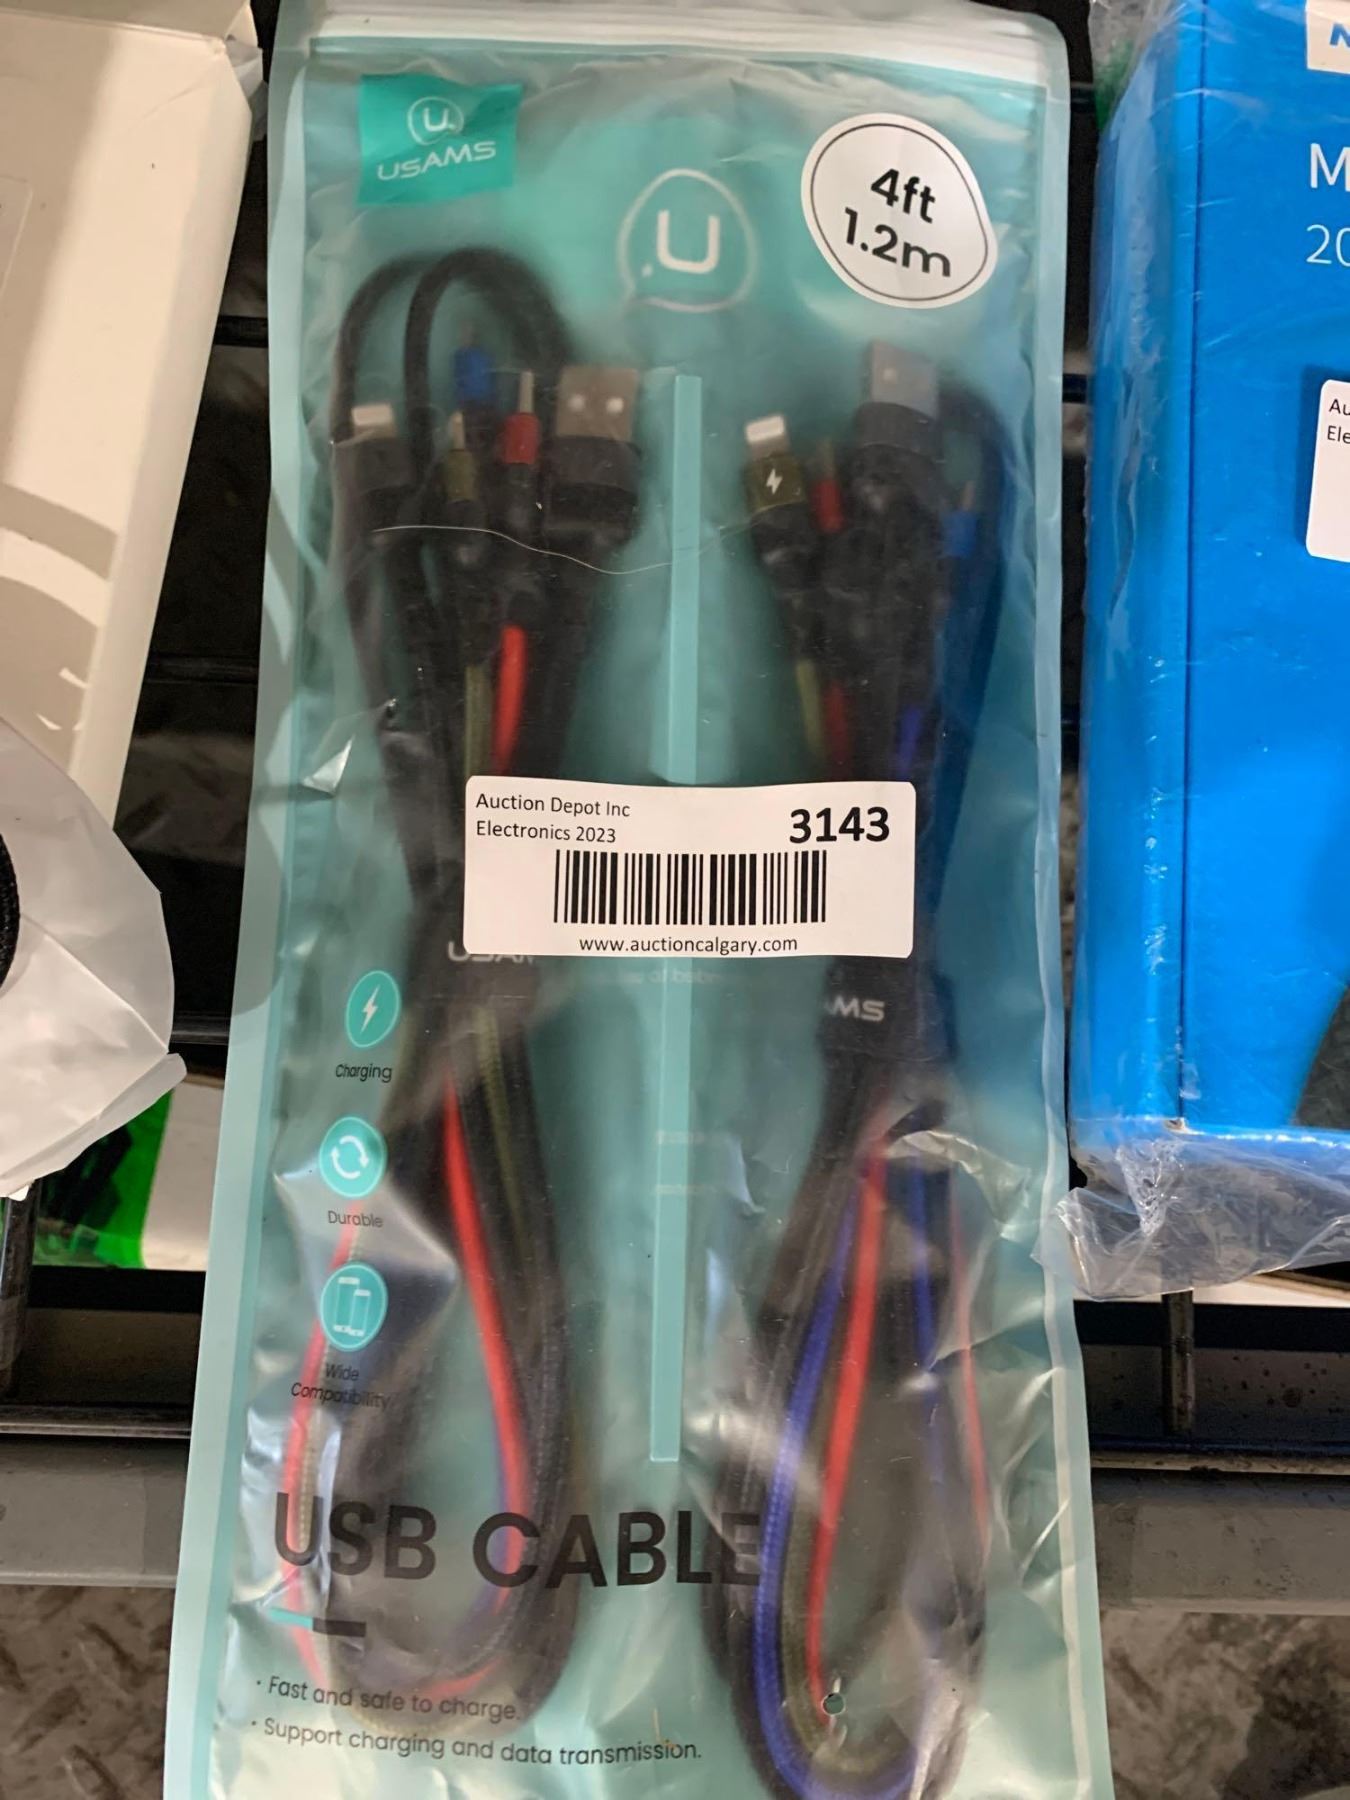 U.
USAMS
.U
4ft
1.2m
Auction Depot Inc
Electronics 2023
3143
www.auctioncalgary.com
Charging
Durable
Wide
Compatibility
USB CABLE
· Fast and safe to charge.
· Support charging and data transmission.